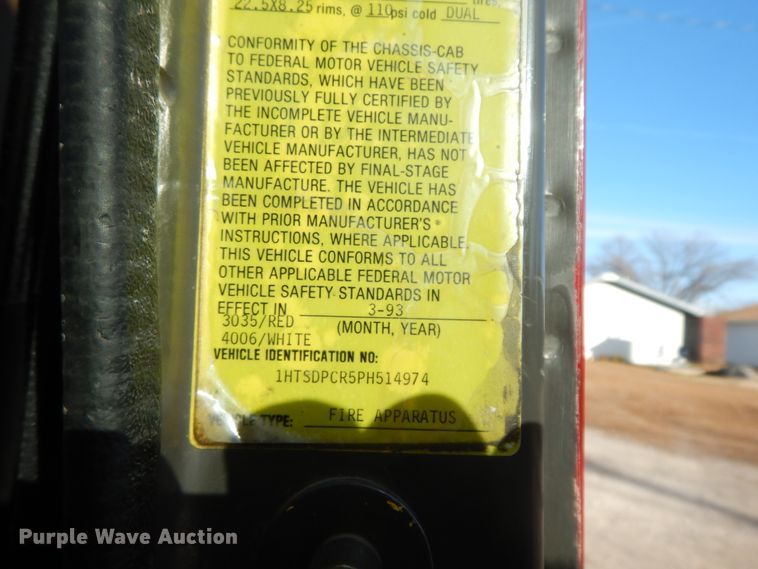 22.5X8.25 rims, @ 110psi cold DUAL
CONFORMITY OF THE CHASSIS-CAB
TO FEDERAL MOTOR VEHICLE SAFETY
STANDARDS, WHICH HAVE BEEN
PREVIOUSLY FULLY CERTIFIED BY
THE INCOMPLETE VEHICLE MANU-
FACTURER OR BY THE INTERMEDIATE
VEHICLE MANUFACTURER, HAS NOT
BEEN AFFECTED BY FINAL-STAGE
MANUFACTURE. THE VEHICLE HAS
BEEN COMPLETED IN ACCORDANCE
WITH PRIOR MANUFACTURER'S
INSTRUCTIONS, WHERE APPLICABLE.
THIS VEHICLE CONFORMS TO ALL
OTHER APPLICABLE FEDERAL MOTOR
VEHICLE SAFETY STANDARDS IN
EFFECT IN 3-93
3035/RED (MONTH, YEAR)
4006/WHITE
VEHICLE IDENTIFICATION NO:
1HTSDPCR5PH514974
VEHICLE TYPE: FIRE APPARATUS
Purple Wave Auction